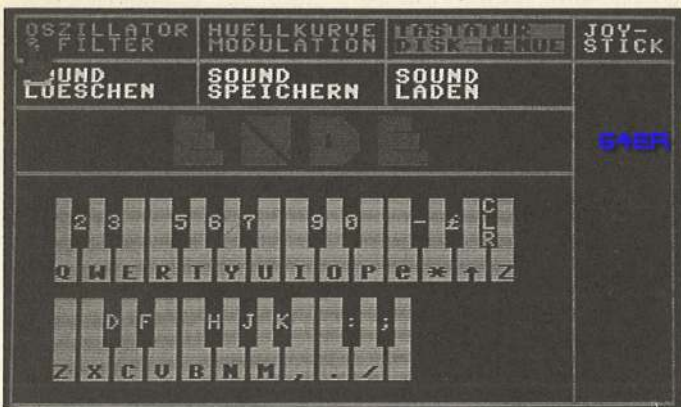 OSZILLATOR
& FILTER
HUELLKURVE
MODULATION
TASTATUR
DISK-MENUE
JOY-
STICK
SOUND
LOESCHEN
SOUND
SPEICHERN
SOUND
LADEN
ENDE
64ER
2 3 5 6 7 9 0 - £ CLR
Q W E R T Y U I O P @ * ↑ Z
D F H J K : ;
Z X C V B N M , . /